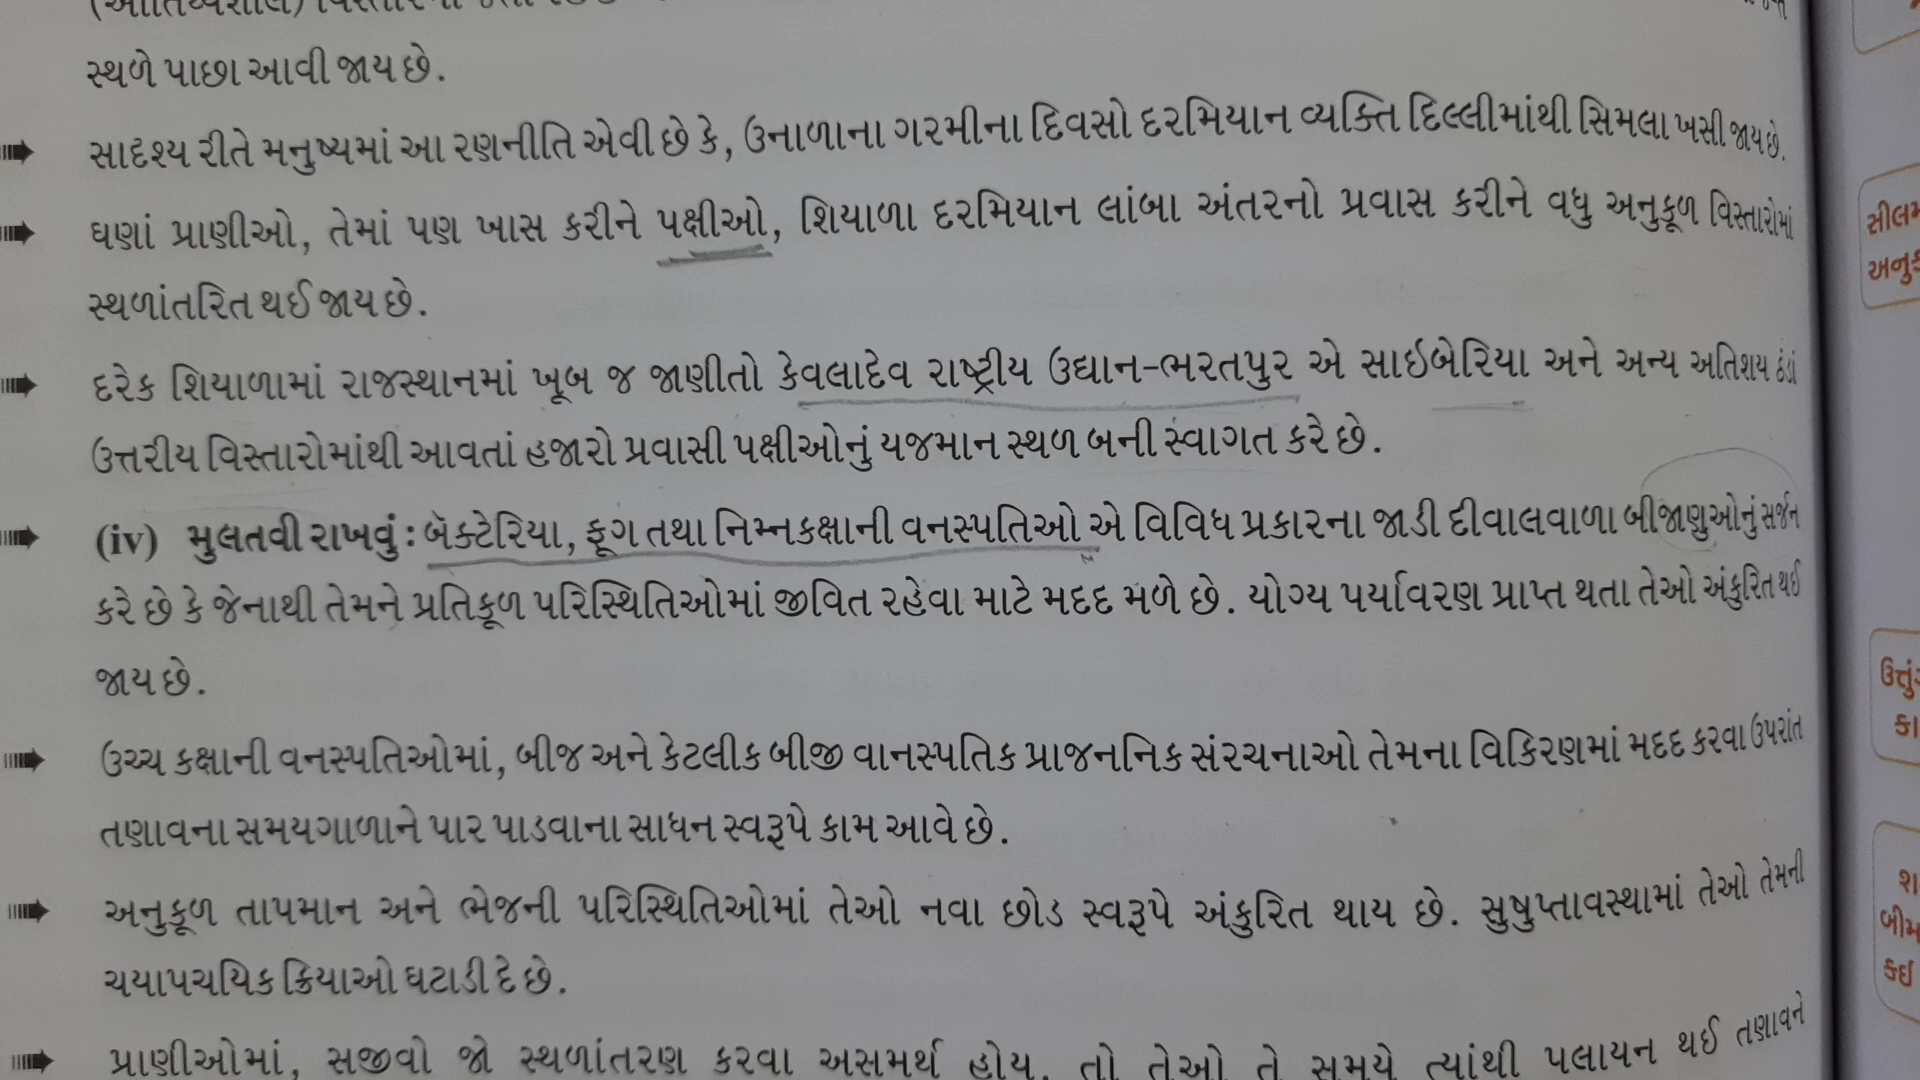 સ્થળે પાછા આવી જાય છે.
સાદૃશ્ય રીતે મનુષ્યમાં આ રણનીતિ એવી છે કે, ઉનાળાના ગરમીના દિવસો દરમિયાન વ્યક્તિ દિલ્લીમાંથી સિમલા ખસી જાય છે.
ઘણાં પ્રાણીઓ, તેમાં પણ ખાસ કરીને પક્ષીઓ, શિયાળા દરમિયાન લાંબા અંતરનો પ્રવાસ કરીને વધુ અનુકૂળ વિસ્તારોમાં
સ્થળાંતરિત થઈ જાય છે.
દરેક શિયાળામાં રાજસ્થાનમાં ખૂબ જ જાણીતો કેવલાદેવ રાષ્ટ્રીય ઉદ્યાન-ભરતપુર એ સાઇબેરિયા અને અન્ય અતિશય ઠંડાં
ઉત્તરીય વિસ્તારોમાંથી આવતાં હજારો પ્રવાસી પક્ષીઓનું યજમાન સ્થળ બની સ્વાગત કરે છે.
(iv) મુલતવી રાખવું : બૅક્ટેરિયા, ફૂગ તથા નિમ્નકક્ષાની વનસ્પતિઓ એ વિવિધ પ્રકારના જાડી દીવાલવાળા બીજાણુઓનું સર્જન
કરે છે કે જેનાથી તેમને પ્રતિકૂળ પરિસ્થિતિઓમાં જીવિત રહેવા માટે મદદ મળે છે. યોગ્ય પર્યાવરણ પ્રાપ્ત થતા તેઓ અંકુરિત થઈ
જાય છે.
ઉચ્ચ કક્ષાની વનસ્પતિઓમાં, બીજ અને કેટલીક બીજી વાનસ્પતિક પ્રાજનનિક સંરચનાઓ તેમના વિકિરણમાં મદદ કરવા ઉપરાંત
તણાવના સમયગાળાને પાર પાડવાના સાધન સ્વરૂપે કામ આવે છે.
અનુકૂળ તાપમાન અને ભેજની પરિસ્થિતિઓમાં તેઓ નવા છોડ સ્વરૂપે અંકુરિત થાય છે. સુષુપ્તાવસ્થામાં તેઓ તેમની
ચયાપચયિક ક્રિયાઓ ઘટાડી દે છે.
પ્રાણીઓમાં, સજીવો જો સ્થળાંતરણ કરવા અસમર્થ હોય, તો તેઓ તે સમયે ત્યાંથી પલાયન થઈ તણાવને